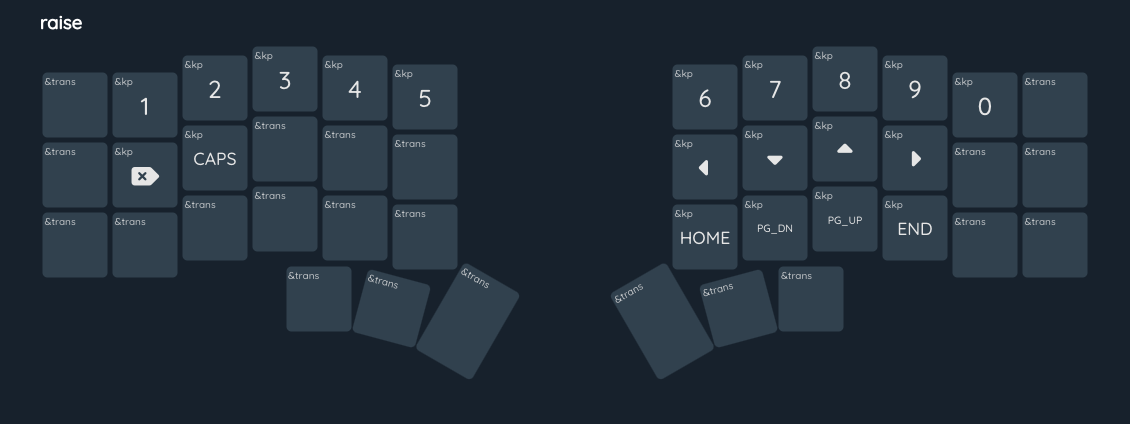 raise
&trans &kp &kp &kp &kp &kp &kp &kp &kp &kp &kp &trans
1 2 3 4 5 6 7 8 9 0
&trans &kp &kp &trans &trans &trans &kp &kp &kp &kp &trans &trans
CAPS
&trans &trans &trans &trans &trans &trans &kp &kp &kp &kp &trans &trans
HOME PG_DN PG_UP END
&trans &trans &trans &trans &trans &trans